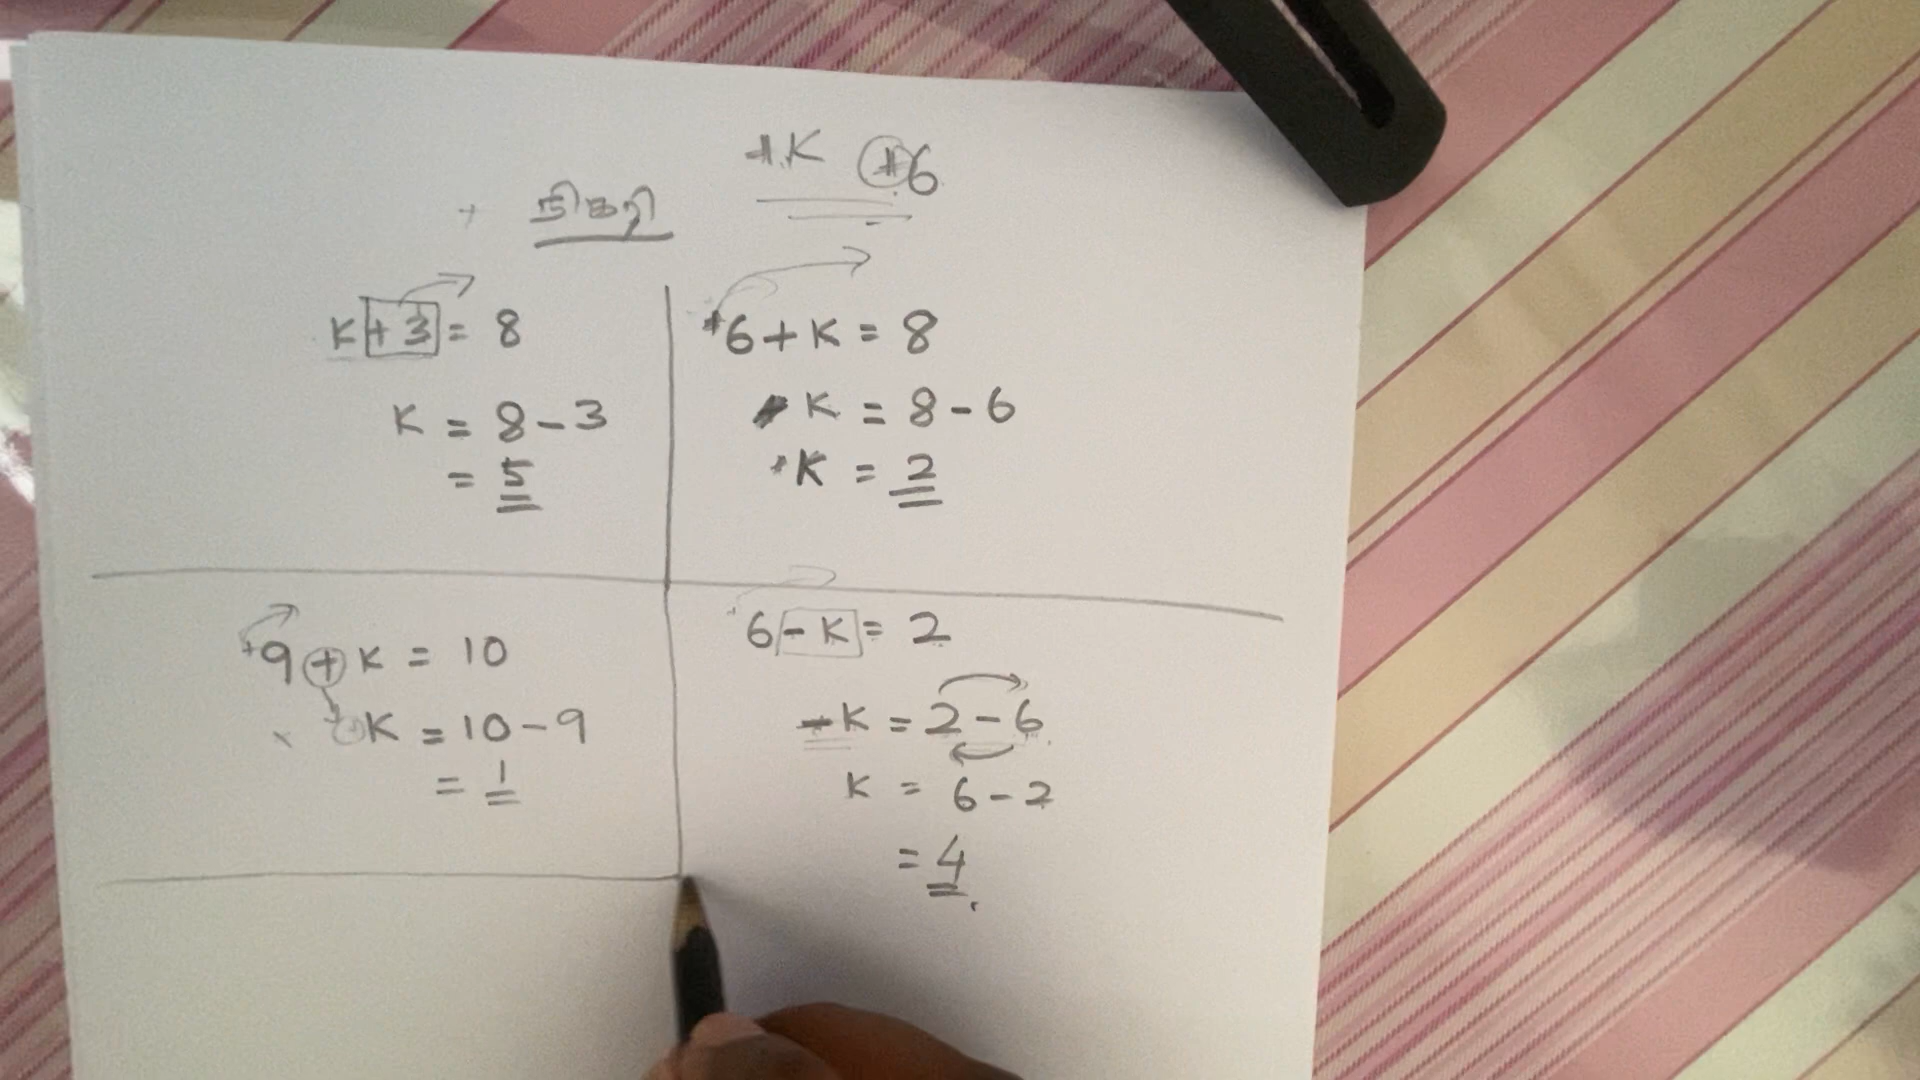 +K +6
+ நிகரி
K + 3 = 8
K = 8 - 3
= 5
+6 + K = 8
K = 8 - 6
+K = 2
+9 + K = 10
K = 10 - 9
= 1
6 - K = 2
-K = 2 - 6
K = 6 - 2
= 4